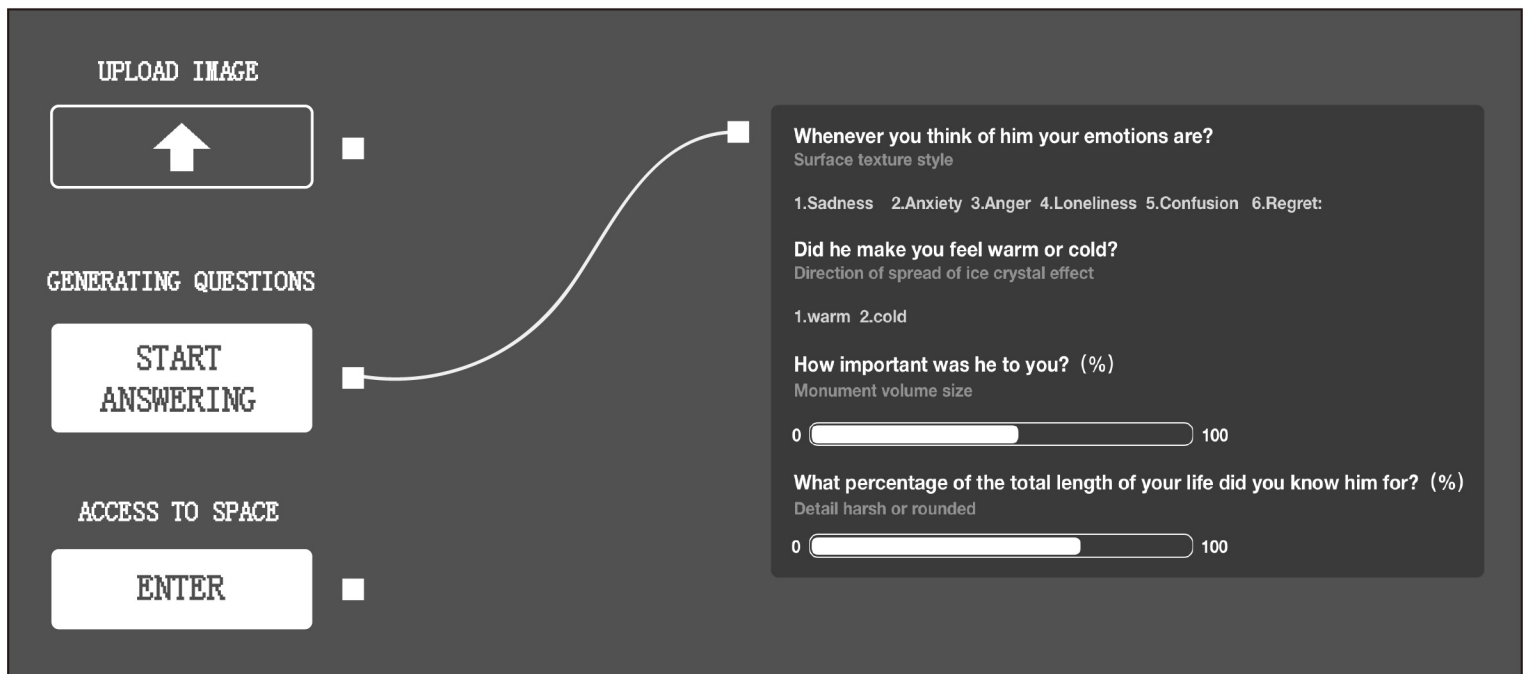 UPLOAD IMAGE
GENERATING QUESTIONS
START
ANSWERING
ACCESS TO SPACE
ENTER
Whenever you think of him your emotions are?
Surface texture style
1.Sadness 2.Anxiety 3.Anger 4.Loneliness 5.Confusion 6.Regret:
Did he make you feel warm or cold?
Direction of spread of ice crystal effect
1.warm 2.cold
How important was he to you? (%)
Monument volume size
0 100
What percentage of the total length of your life did you know him for? (%)
Detail harsh or rounded
0 100